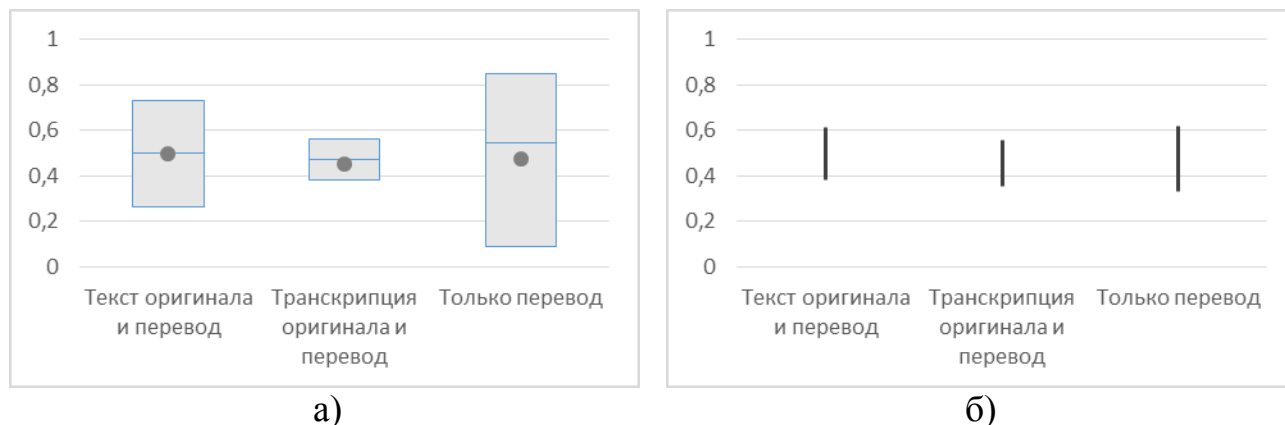 1
0,8
0,6
0,4
0,2
0
Текст оригинала
и перевод
Транскрипция
оригинала и
перевод
Только перевод
а)
1
0,8
0,6
0,4
0,2
0
Текст оригинала
и перевод
Транскрипция
оригинала и
перевод
Только перевод
б)